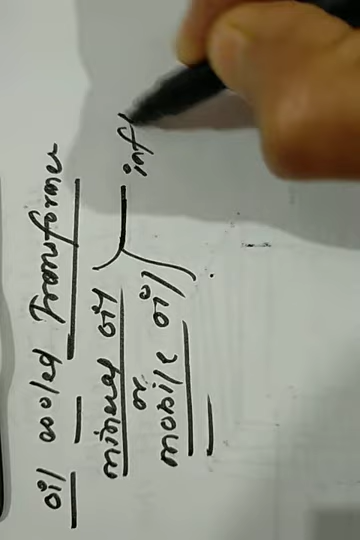 oil cooled Transformer
mineral oil
or
mobile oil
inf